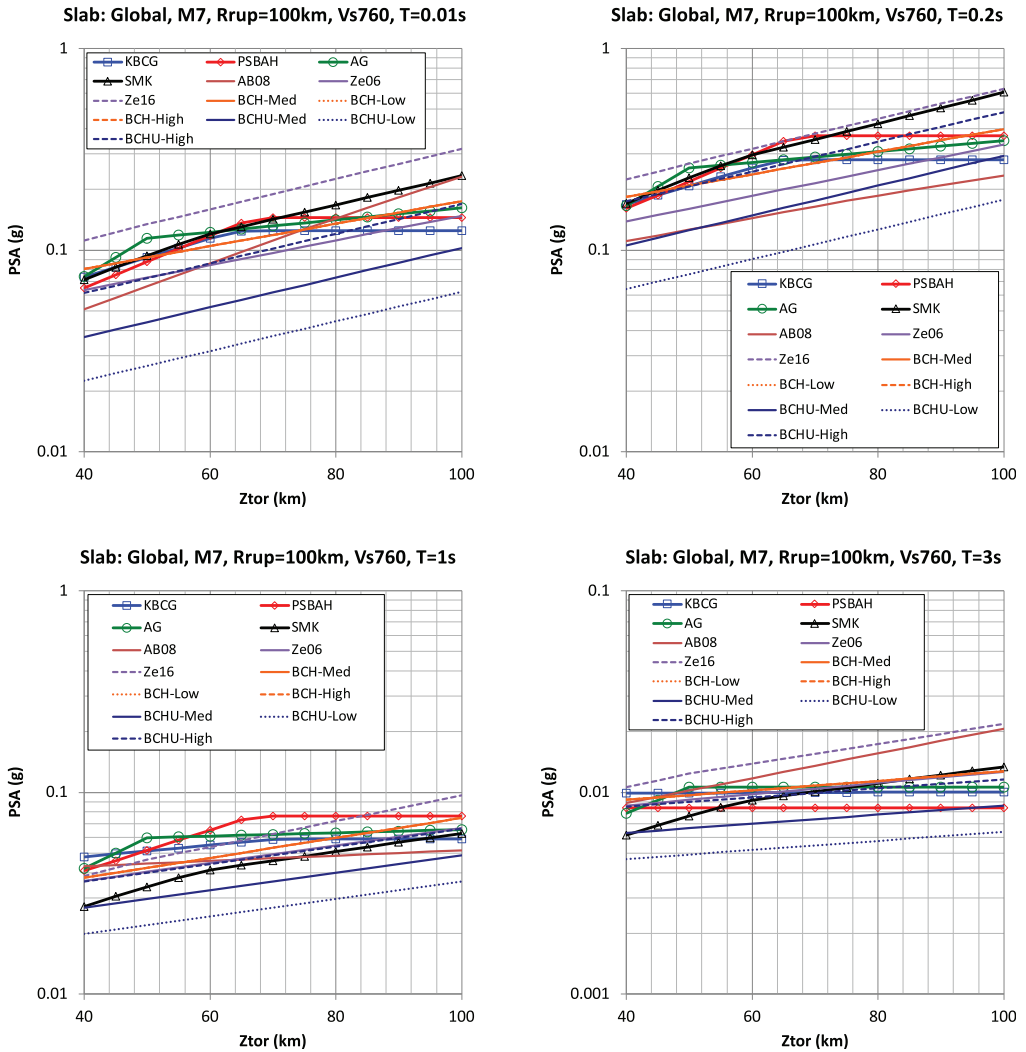 Slab: Global, M7, Rrup=100km, Vs760, T=0.01s
1
KBCG PSBAH AG
SMK AB08 Ze06
Ze16 BCH-Med BCH-Low
BCH-High BCHU-Med BCHU-Low
BCHU-High
PSA (g)
0.1
0.01
40 60 80 100
Ztor (km)
Slab: Global, M7, Rrup=100km, Vs760, T=0.2s
1
PSA (g)
0.1
KBCG PSBAH
AG SMK
AB08 Ze06
Ze16 BCH-Med
BCH-Low BCH-High
BCHU-Med BCHU-Low
BCHU-High
0.01
40 60 80 100
Ztor (km)
Slab: Global, M7, Rrup=100km, Vs760, T=1s
1
KBCG PSBAH
AG SMK
AB08 Ze06
Ze16 BCH-Med
BCH-Low BCH-High
BCHU-Med BCHU-Low
BCHU-High
PSA (g)
0.1
0.01
40 60 80 100
Ztor (km)
Slab: Global, M7, Rrup=100km, Vs760, T=3s
0.1
KBCG PSBAH
AG SMK
AB08 Ze06
Ze16 BCH-Med
BCH-Low BCH-High
BCHU-Med BCHU-Low
BCHU-High
PSA (g)
0.01
0.001
40 60 80 100
Ztor (km)